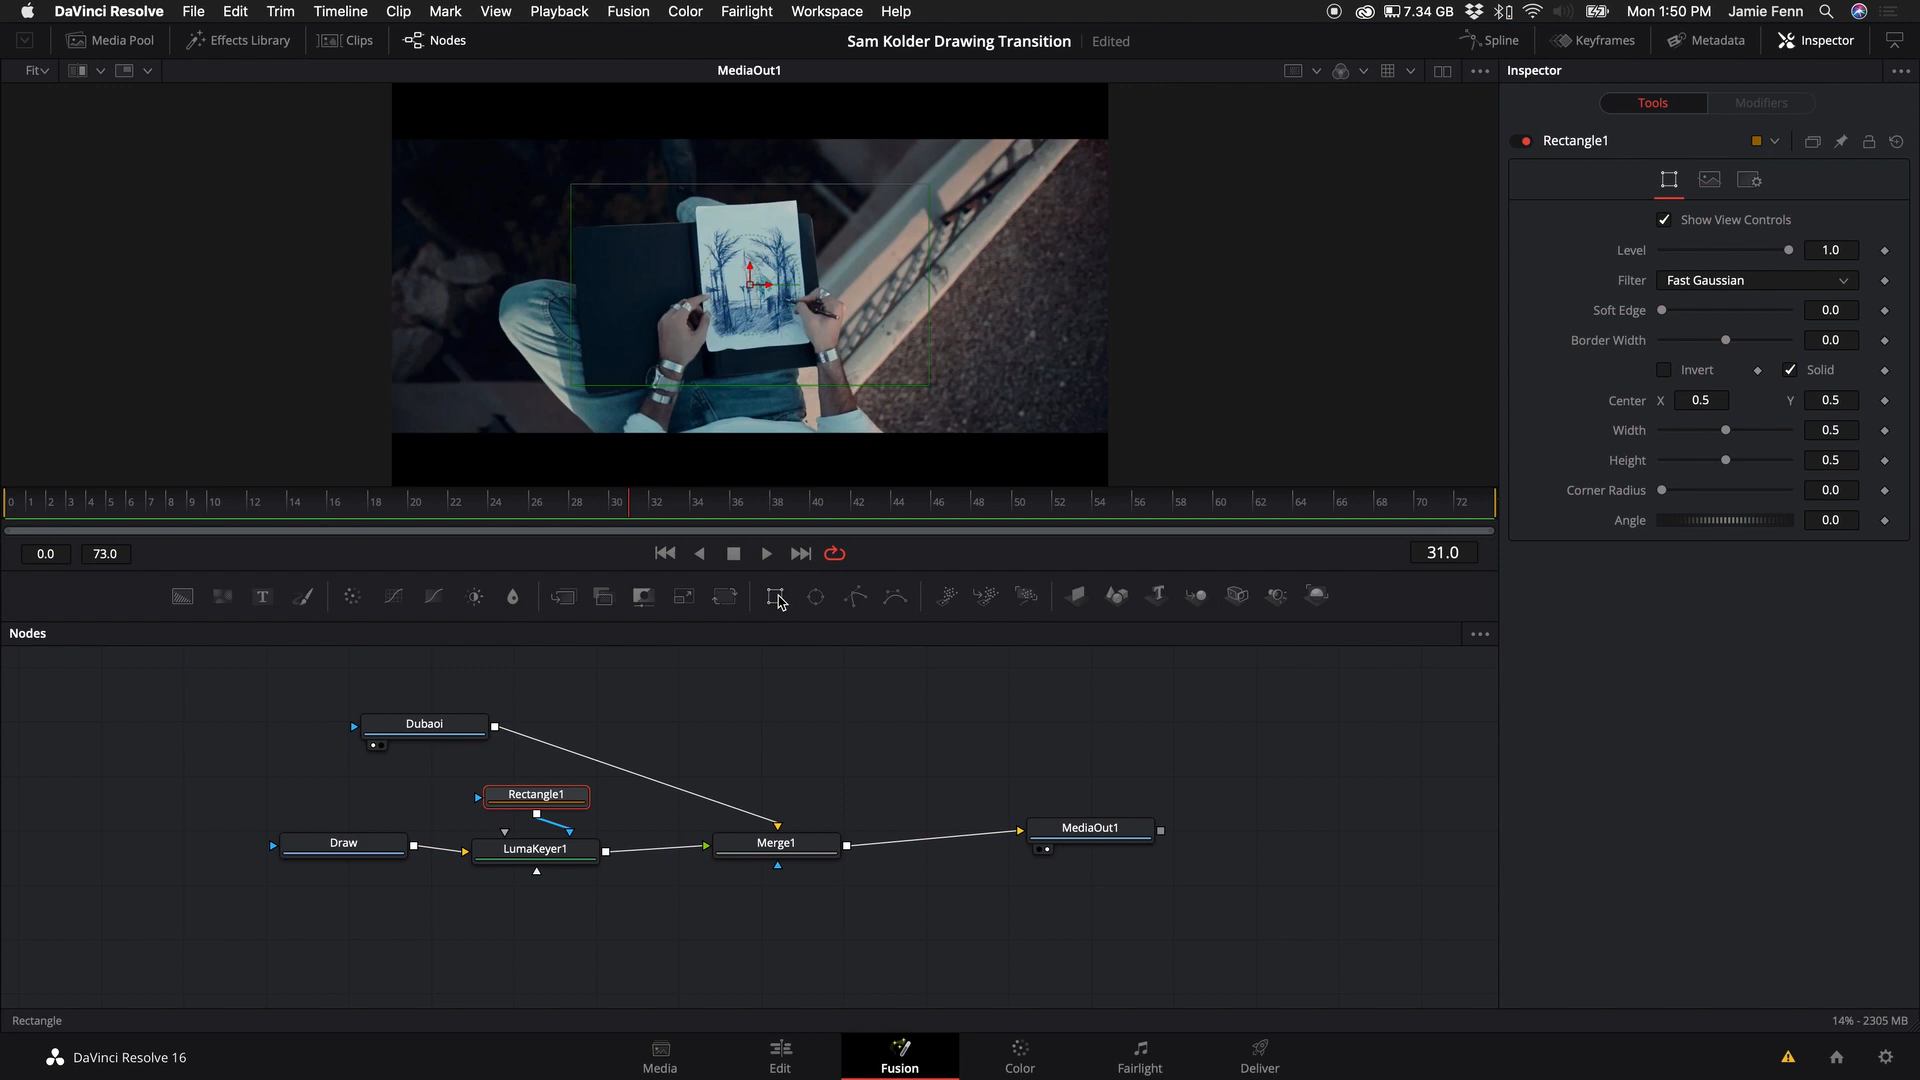 DaVinci Resolve File Edit Trim Timeline Clip Mark View Playback Fusion Color Fairlight Workspace Help 7.34 GB Mon 1:50 PM Jamie Fenn
Media Pool Effects Library Clips Nodes Sam Kolder Drawing Transition Edited Spline Keyframes Metadata Inspector
Fit MediaOut1 Inspector
Tools Modifiers
Rectangle1
Show View Controls
Level 1.0
Filter Fast Gaussian
Soft Edge 0.0
Border Width 0.0
Invert Solid
Center X 0.5 Y 0.5
Width 0.5
Height 0.5
Corner Radius 0.0
Angle 0.0
0 1 2 3 4 5 6 7 8 9 10 12 14 16 18 20 22 24 26 28 30 32 34 36 38 40 42 44 46 48 50 52 54 56 58 60 62 64 66 68 70 72
0.0 73.0 31.0
T T
Nodes
Dubaoi
Rectangle1
Draw LumaKeyer1 Merge1 MediaOut1
Rectangle 14% - 2305 MB
DaVinci Resolve 16 Media Edit Fusion Color Fairlight Deliver